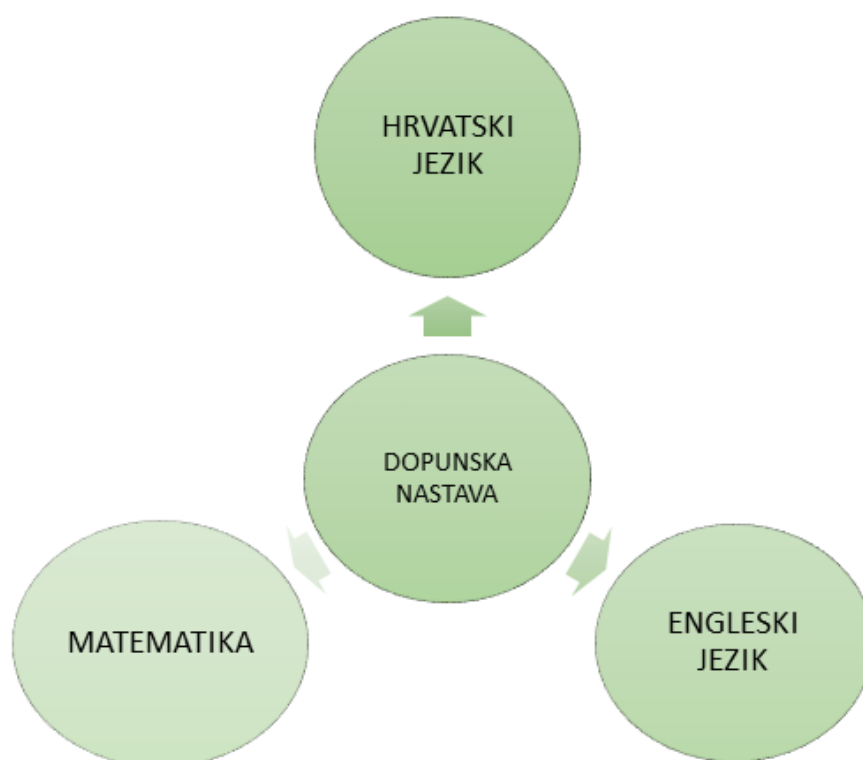 HRVATSKI
JEZIK
DOPUNSKA
NASTAVA
MATEMATIKA
ENGLESKI
JEZIK